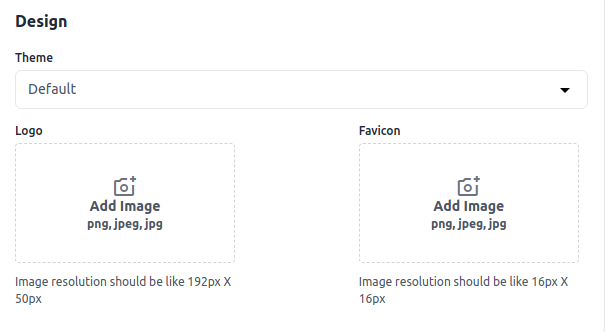 Design
Theme
Default
Logo
Favicon
Add Image
png, jpeg, jpg
Add Image
png, jpeg, jpg
Image resolution should be like 192px X
50px
Image resolution should be like 16px X
16px